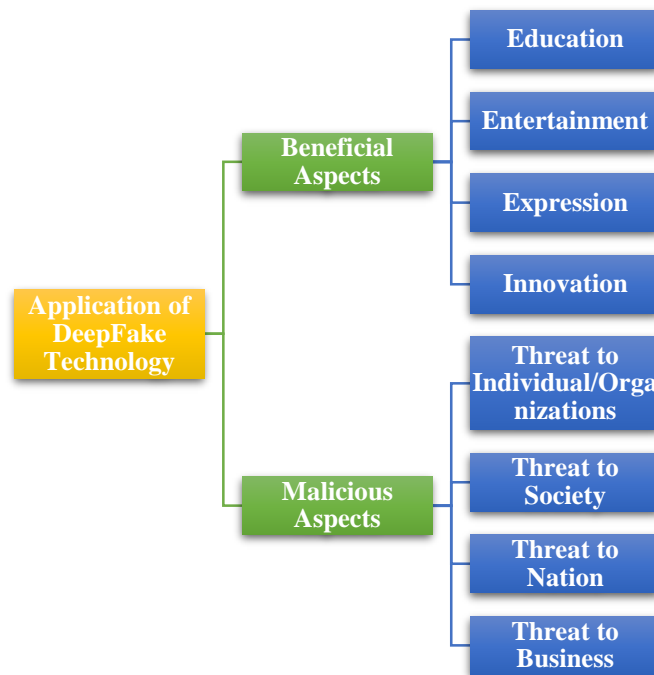 Education
Entertainment
Beneficial
Aspects
Expression
Innovation
Application of
DeepFake
Technology
Threat to
Individual/Orga
nizations
Threat to
Society
Malicious
Aspects
Threat to
Nation
Threat to
Business